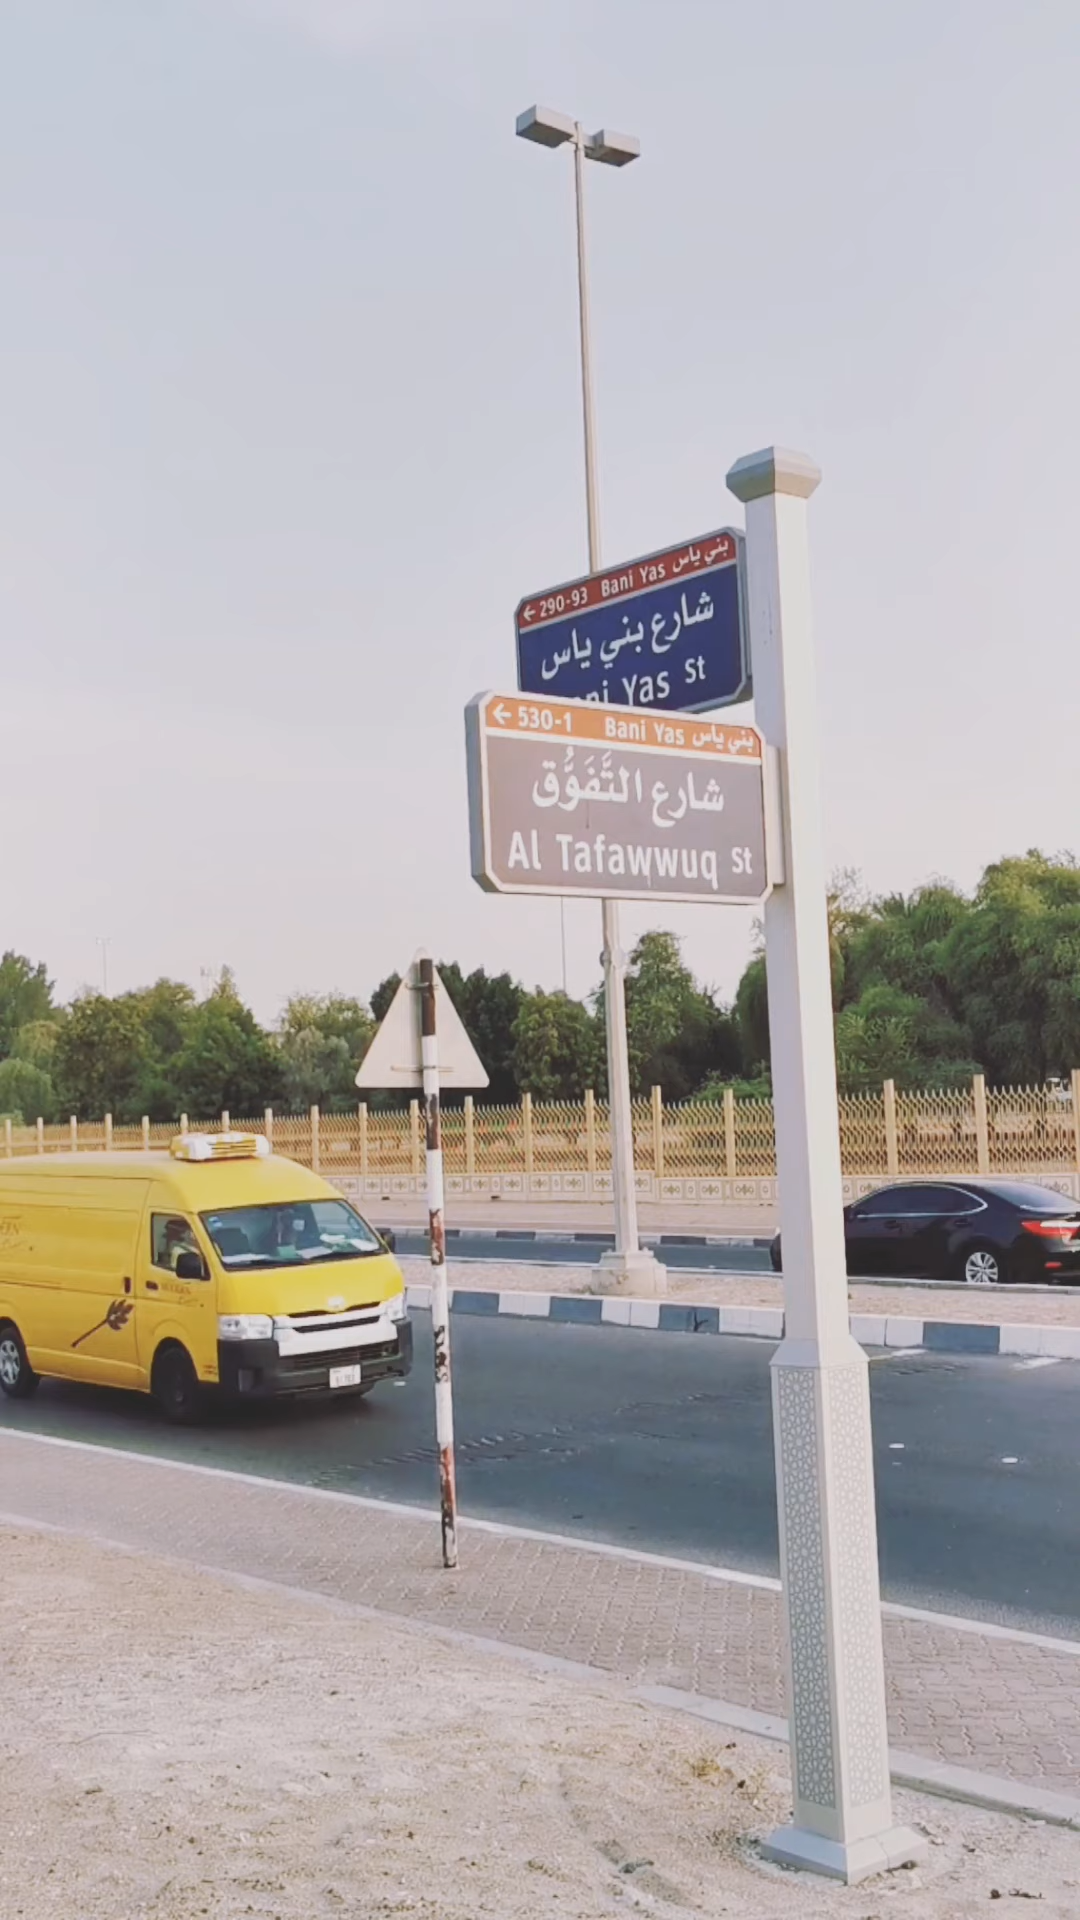 ← 290-93 Bani Yas بني ياس
شارع بني ياس
Yas St
← 530-1 Bani Yas بني ياس
شارع التَّفَوُّق
Al Tafawwuq St